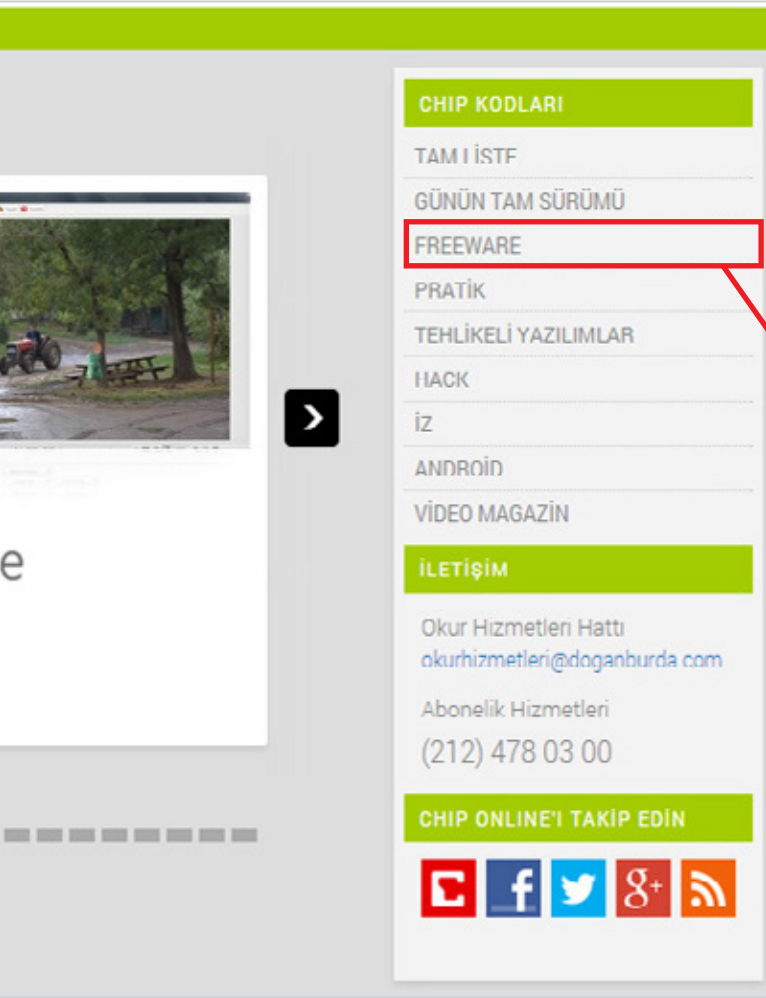 CHIP KODLARI
TAM LİSTE
GÜNÜN TAM SÜRÜMÜ
FREEWARE
PRATİK
TEHLİKELİ YAZILIMLAR
HACK
İZ
ANDROİD
VİDEO MAGAZİN
e
İLETİŞİM
Okur Hizmetleri Hattı
okurhizmetleri@doganburda.com
Abonelik Hizmetleri
(212) 478 03 00
CHIP ONLINE'I TAKİP EDİN